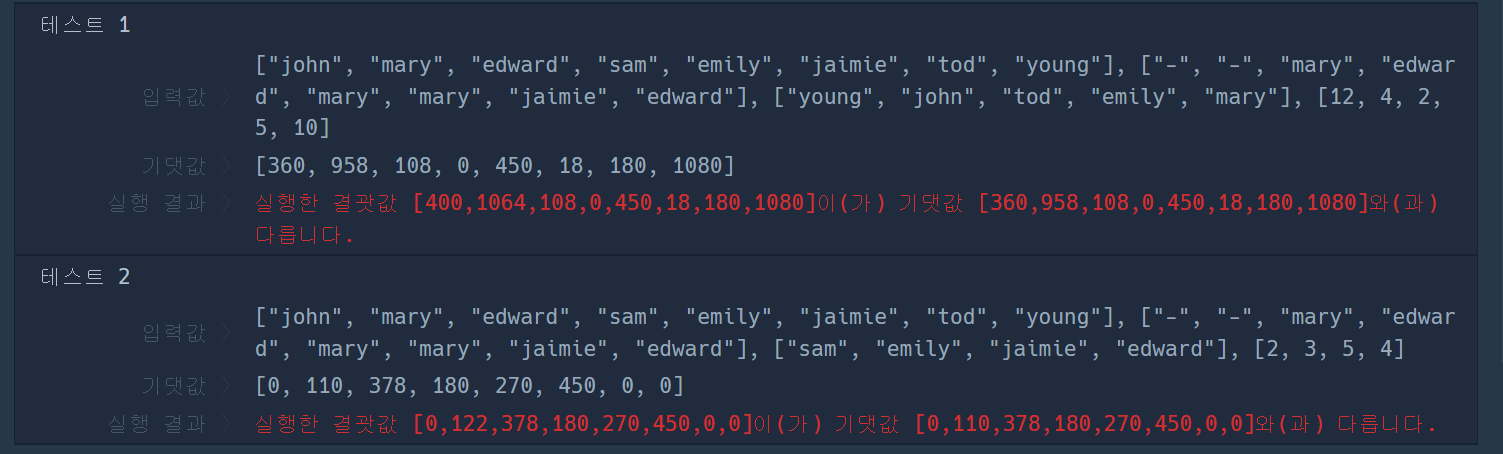 테스트 1
["john", "mary", "edward", "sam", "emily", "jaimie", "tod", "young"], ["-", "-", "mary", "edwar
입력값 〉 d", "mary", "mary", "jaimie", "edward"], ["young", "john", "tod", "emily", "mary"], [12, 4, 2,
5, 10]
기댓값 〉 [360, 958, 108, 0, 450, 18, 180, 1080]
실행 결과 〉 실행한 결괏값 [400,1064,108,0,450,18,180,1080]이(가) 기댓값 [360,958,108,0,450,18,180,1080]와(과)
다릅니다.
테스트 2
["john", "mary", "edward", "sam", "emily", "jaimie", "tod", "young"], ["-", "-", "mary", "edwar
입력값 〉 d", "mary", "mary", "jaimie", "edward"], ["sam", "emily", "jaimie", "edward"], [2, 3, 5, 4]
기댓값 〉 [0, 110, 378, 180, 270, 450, 0, 0]
실행 결과 〉 실행한 결괏값 [0,122,378,180,270,450,0,0]이(가) 기댓값 [0,110,378,180,270,450,0,0]와(과) 다릅니다.